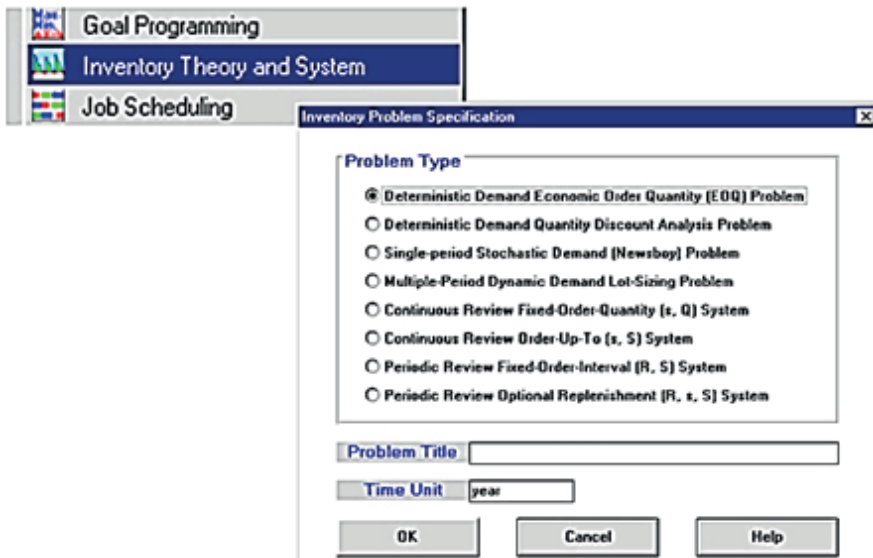 Goal Programming
Inventory Theory and System
Job Scheduling
Inventory Problem Specification
Problem Type
Deterministic Demand Economic Order Quantity (EOQ) Problem
Deterministic Demand Quantity Discount Analysis Problem
Single-period Stochastic Demand (Newsboy) Problem
Multiple-Period Dynamic Demand Lot-Sizing Problem
Continuous Review Fixed-Order-Quantity (s, Q) System
Continuous Review Order-Up-To (s, S) System
Periodic Review Fixed-Order-Interval (R, S) System
Periodic Review Optional Replenishment (R, s, S) System
Problem Title
Time Unit year
OK Cancel Help